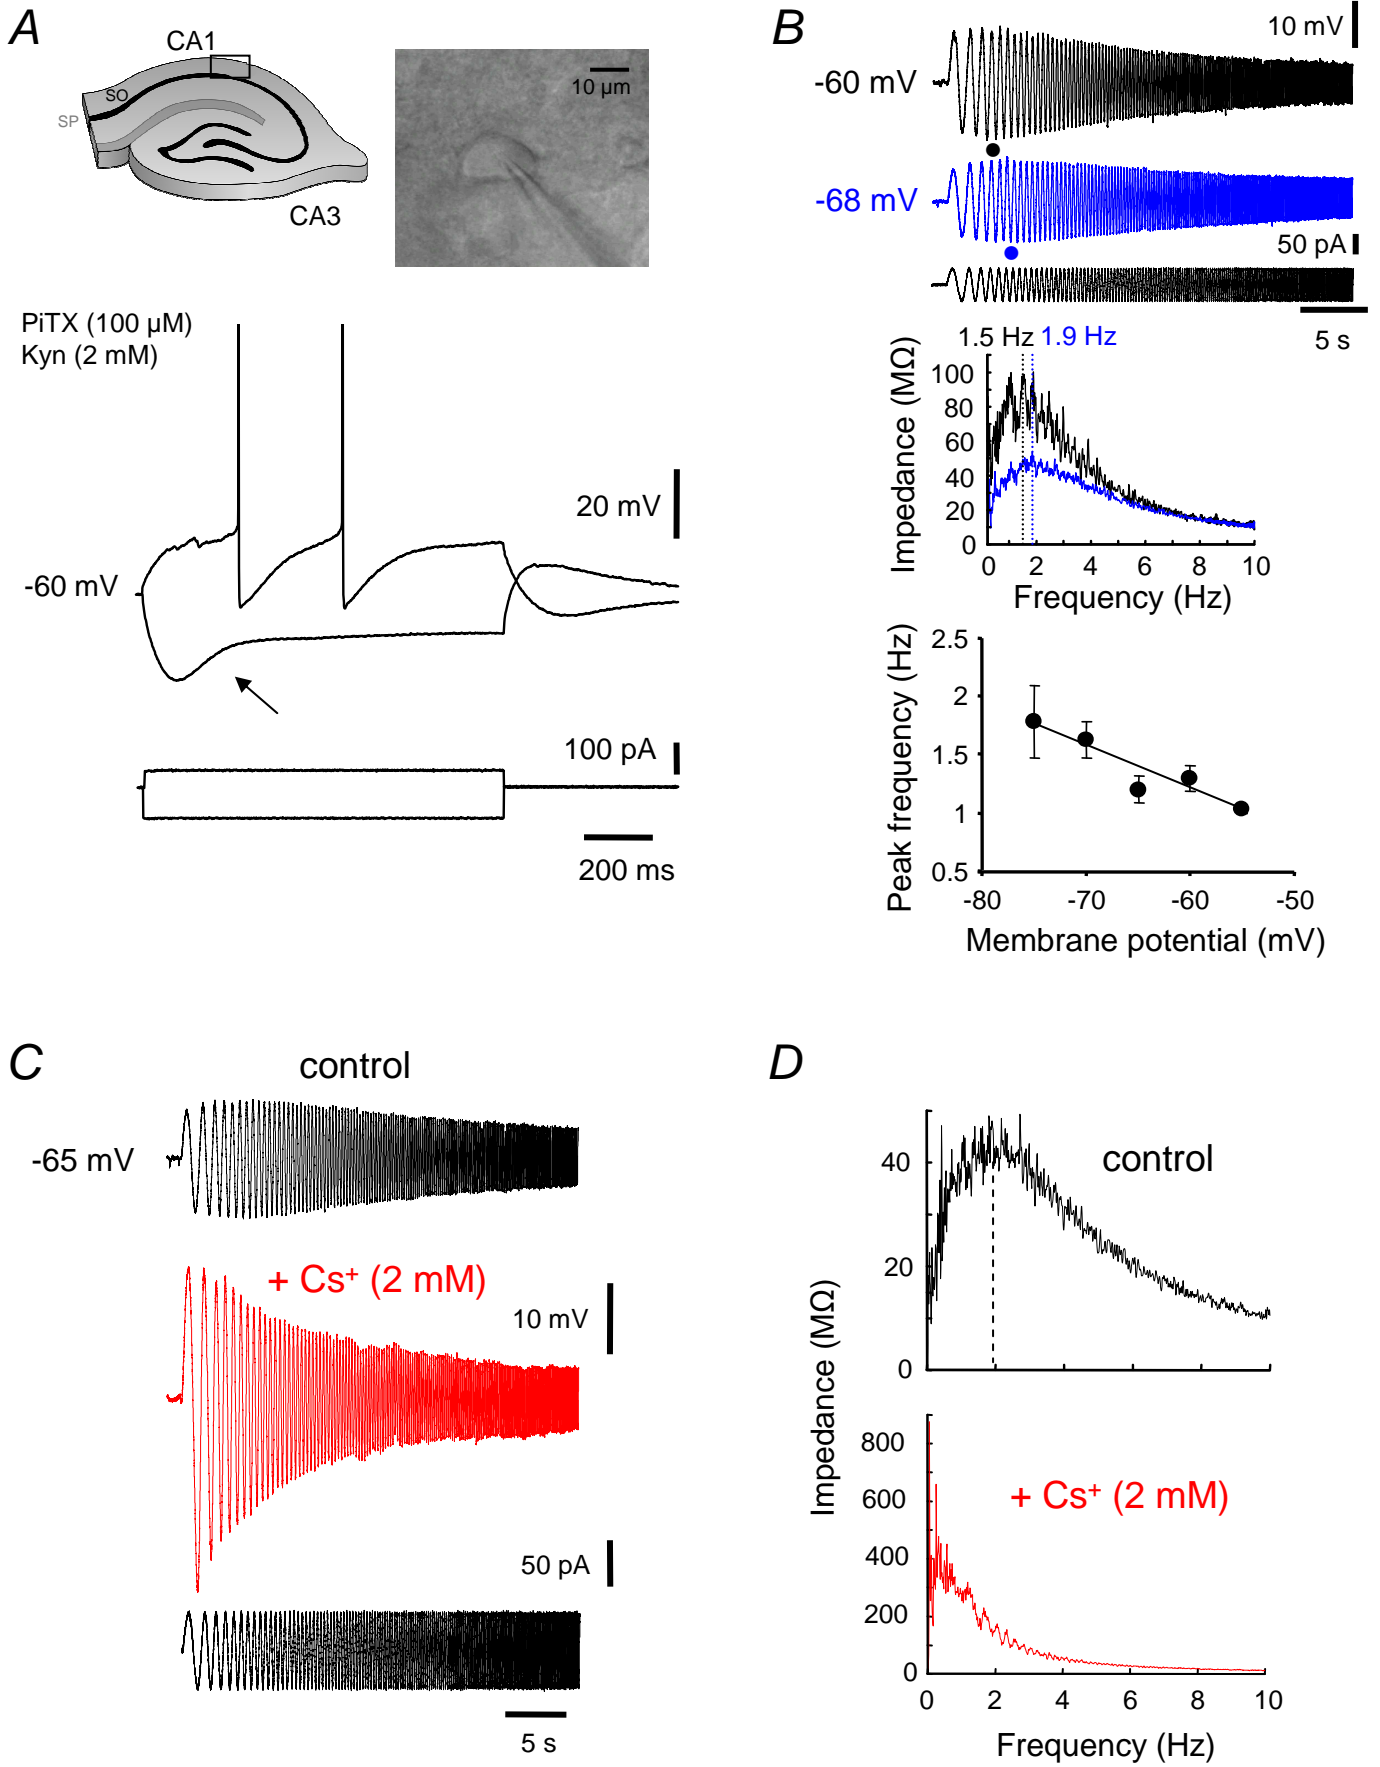 A
CA1
SO
SP
CA3
10 µm
PiTX (100 µM)
Kyn (2 mM)
20 mV
-60 mV
100 pA
200 ms
B
10 mV
-60 mV
-68 mV
50 pA
5 s
1.5 Hz 1.9 Hz
Impedance (MΩ)
100
80
60
40
20
0
0 2 4 6 8 10
Frequency (Hz)
Peak frequency (Hz)
2.5
2
1.5
1
0.5
-80 -70 -60 -50
Membrane potential (mV)
C
control
-65 mV
+ Cs⁺ (2 mM)
10 mV
50 pA
5 s
D
control
40
20
0
Impedance (MΩ)
800
600
400
200
0
+ Cs⁺ (2 mM)
0 2 4 6 8 10
Frequency (Hz)